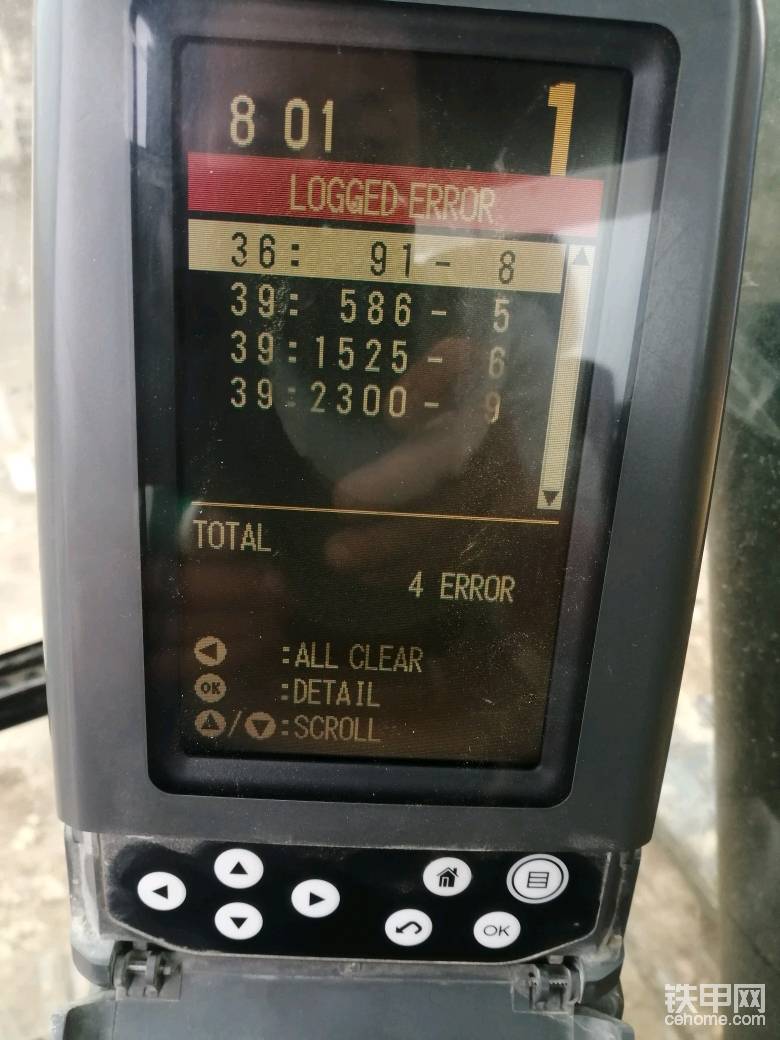 8 01 1
LOGGED ERROR
36: 91- 8
39: 586- 5
39:1525- 6
39:2300- 9
TOTAL
4 ERROR
:ALL CLEAR
OK :DETAIL
/ :SCROLL
OK
铁甲网
cehome.com